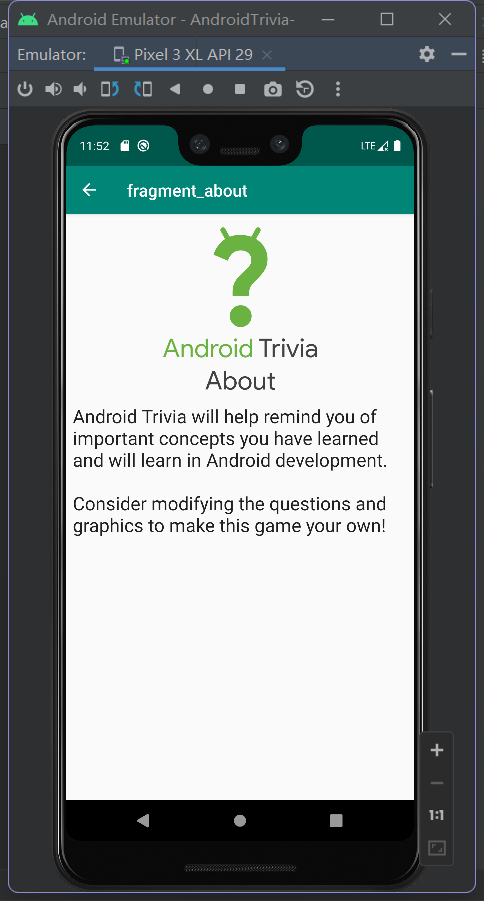 Android Emulator - AndroidTrivia-
Emulator:
Pixel 3 XL API 29
11:52
LTE
fragment_about
Android Trivia
About
Android Trivia will help remind you of
important concepts you have learned
and will learn in Android development.
Consider modifying the questions and
graphics to make this game your own!
1:1